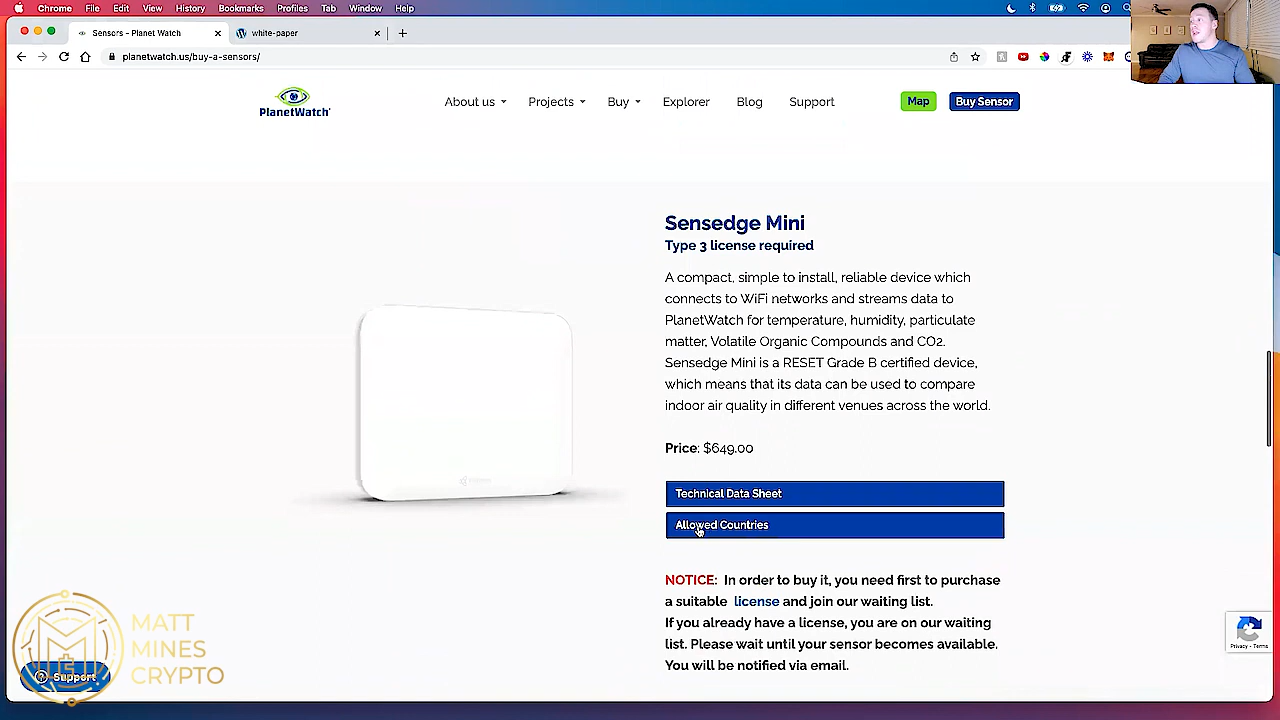 Chrome File Edit View History Bookmarks Profiles Tab Window Help
Sensors - Planet Watch
white-paper
planetwatch.us/buy-a-sensors/
PlanetWatch
About us Projects Buy Explorer Blog Support Map Buy Sensor
Sensedge Mini
Type 3 license required
A compact, simple to install, reliable device which
connects to WiFi networks and streams data to
PlanetWatch for temperature, humidity, particulate
matter, Volatile Organic Compounds and CO2.
Sensedge Mini is a RESET Grade B certified device,
which means that its data can be used to compare
indoor air quality in different venues across the world.
Price: $649.00
Technical Data Sheet
Allowed Countries
NOTICE: In order to buy it, you need first to purchase
a suitable license and join our waiting list.
If you already have a license, you are on our waiting
list. Please wait until your sensor becomes available.
You will be notified via email.
MATT
MINES
CRYPTO
Support
Privacy - Terms